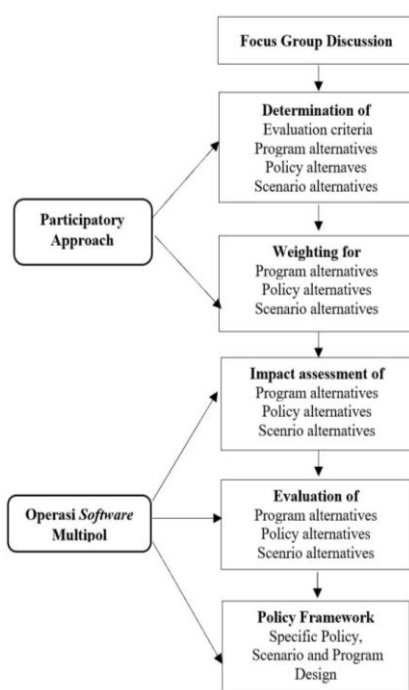 Focus Group Discussion
Determination of
Evaluation criteria
Program alternatives
Policy alternaves
Scenario alternatives
Participatory
Approach
Weighting for
Program alternatives
Policy alternatives
Scenario alternatives
Impact assessment of
Program alternatives
Policy alternatives
Scenrio alternatives
Operasi Software
Multipol
Evaluation of
Program alternatives
Policy alternatives
Scenrio alternatives
Policy Framework
Specific Policy,
Scenario and Program
Design